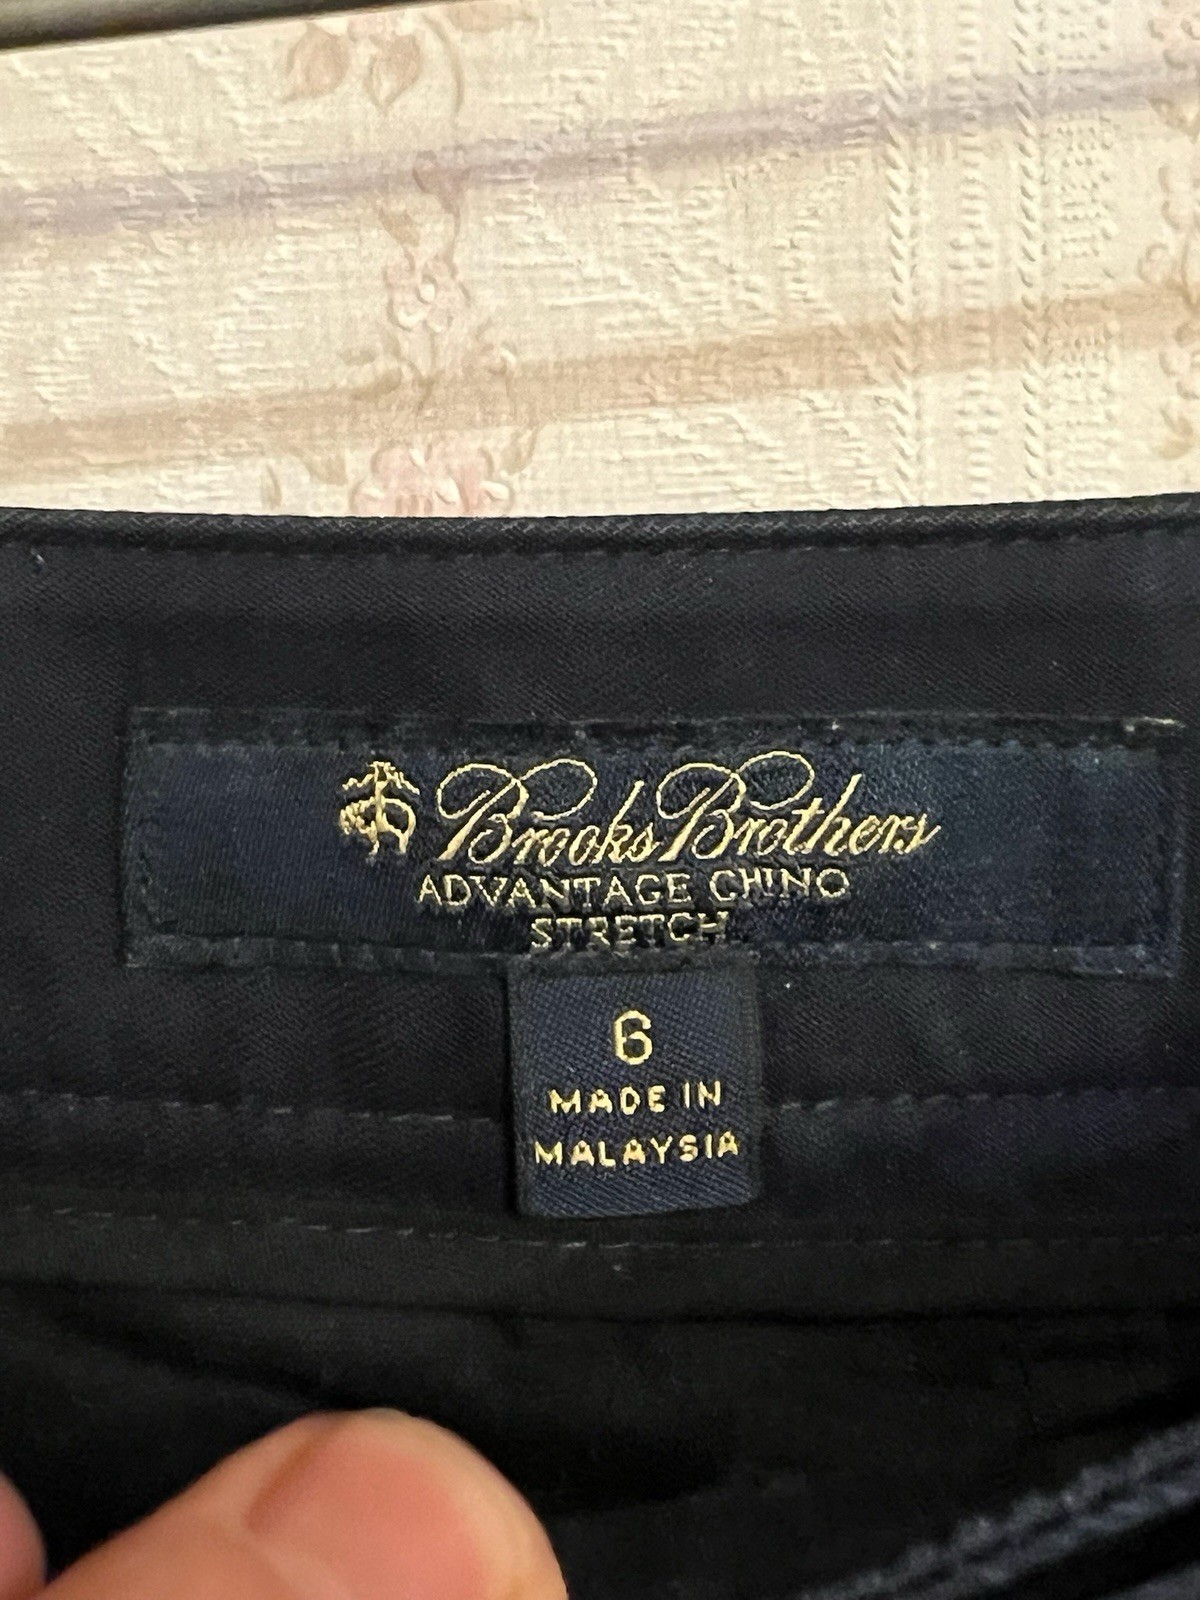 Brooks Brothers
ADVANTAGE CHINO
STRETCH
6
MADE IN
MALAYSIA